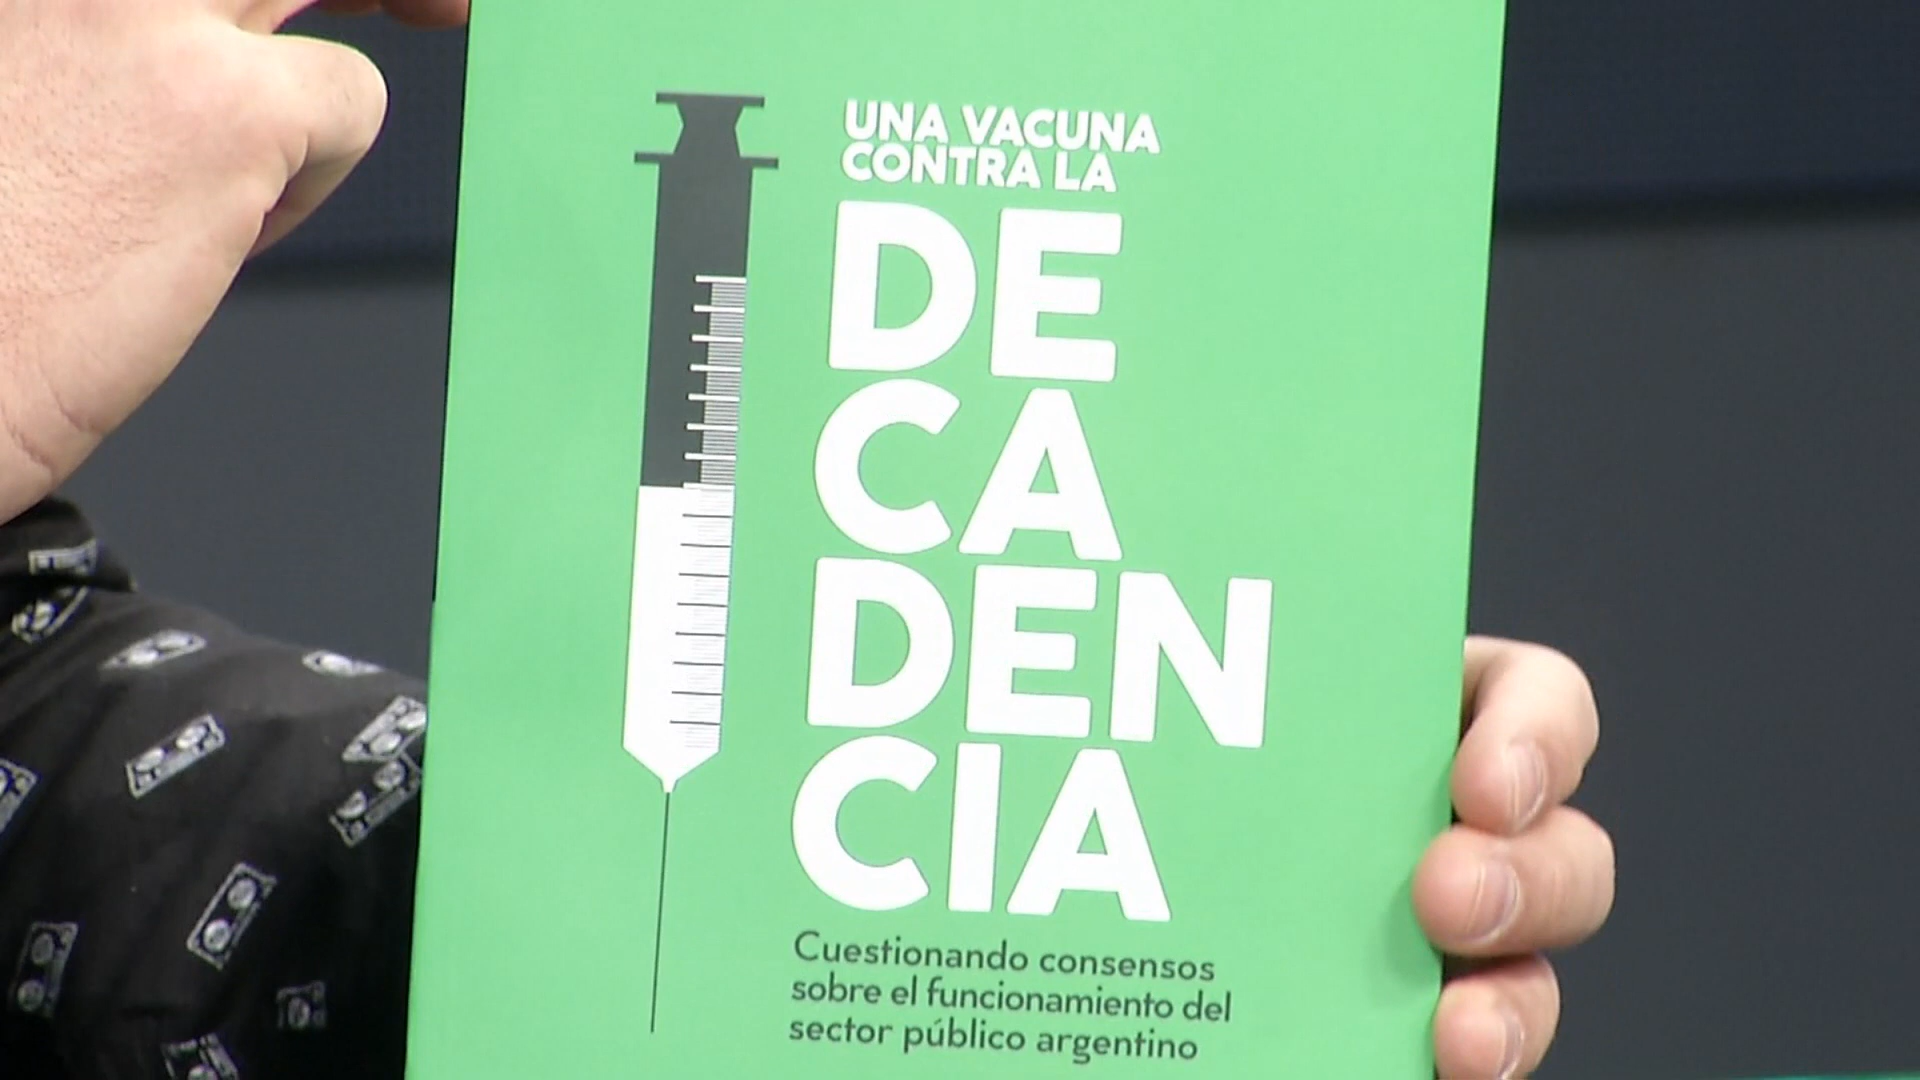 UNA VACUNA
CONTRA LA
DE
CA
DEN
CIA
Cuestionando consensos
sobre el funcionamiento del
sector público argentino